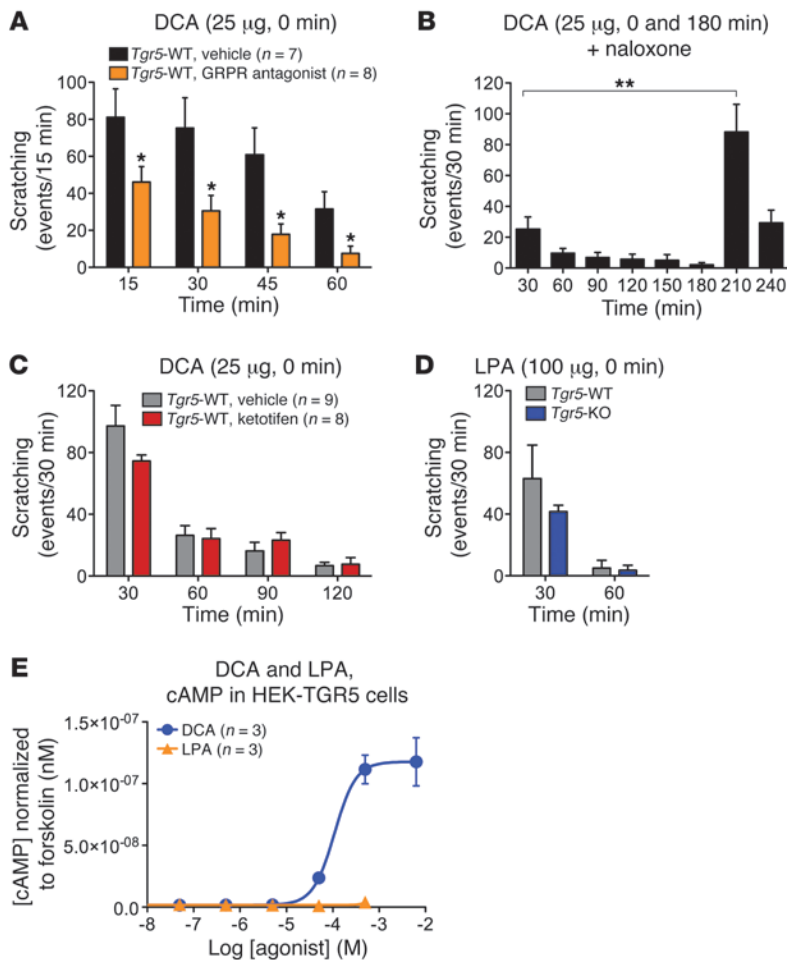 A
DCA (25 μg, 0 min)
Tgr5-WT, vehicle (n = 7)
Tgr5-WT, GRPR antagonist (n = 8)
Scratching
(events/15 min)
100
80
60
40
20
0
*
*
*
*
15 30 45 60
Time (min)
B
DCA (25 μg, 0 and 180 min)
+ naloxone
**
Scratching
(events/30 min)
120
100
80
60
40
20
0
30 60 90 120 150 180 210 240
Time (min)
C
DCA (25 μg, 0 min)
Tgr5-WT, vehicle (n = 9)
Tgr5-WT, ketotifen (n = 8)
Scratching
(events/30 min)
120
80
40
0
30 60 90 120
Time (min)
D
LPA (100 μg, 0 min)
Tgr5-WT
Tgr5-KO
Scratching
(events/30 min)
120
80
40
0
30 60
Time (min)
E
DCA and LPA,
cAMP in HEK-TGR5 cells
DCA (n = 3)
LPA (n = 3)
[cAMP] normalized
to forskolin (nM)
1.5×10⁻⁰⁷
1.0×10⁻⁰⁷
5.0×10⁻⁰⁸
0.0
-8 -7 -6 -5 -4 -3 -2
Log [agonist] (M)